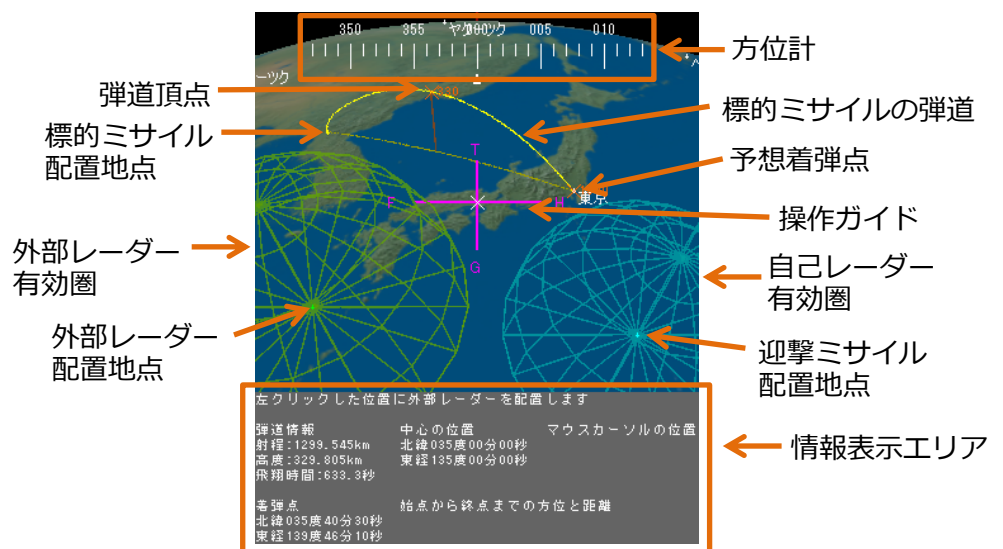 350 355 000 005 010
ヤクーツク
ーツク
方位計
弾道頂点
330
標的ミサイルの弾道
標的ミサイル
配置地点
予想着弾点
東京
T
F
H
G
操作ガイド
外部レーダー
有効圏
自己レーダー
有効圏
外部レーダー
配置地点
迎撃ミサイル
配置地点
左クリックした位置に外部レーダーを配置します
弾道情報 中心の位置 マウスカーソルの位置
射程:1299.545km 北緯035度00分00秒
高度:329.805km 東経135度00分00秒
飛翔時間:633.3秒
情報表示エリア
着弾点 始点から終点までの方位と距離
北緯035度40分30秒
東経139度46分10秒